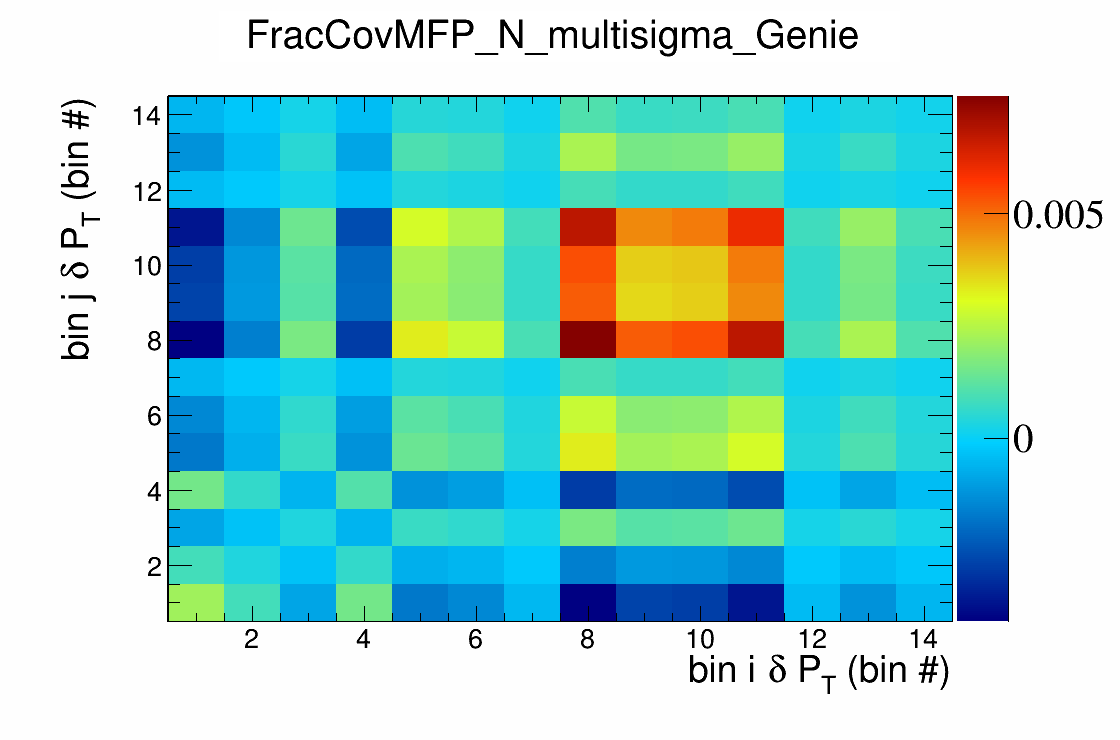 FracCovMFP_N_multisigma_Genie
bin j δ P_T (bin #)
14
12
10
8
6
4
2
2 4 6 8 10 12 14
bin i δ P_T (bin #)
0.005
0